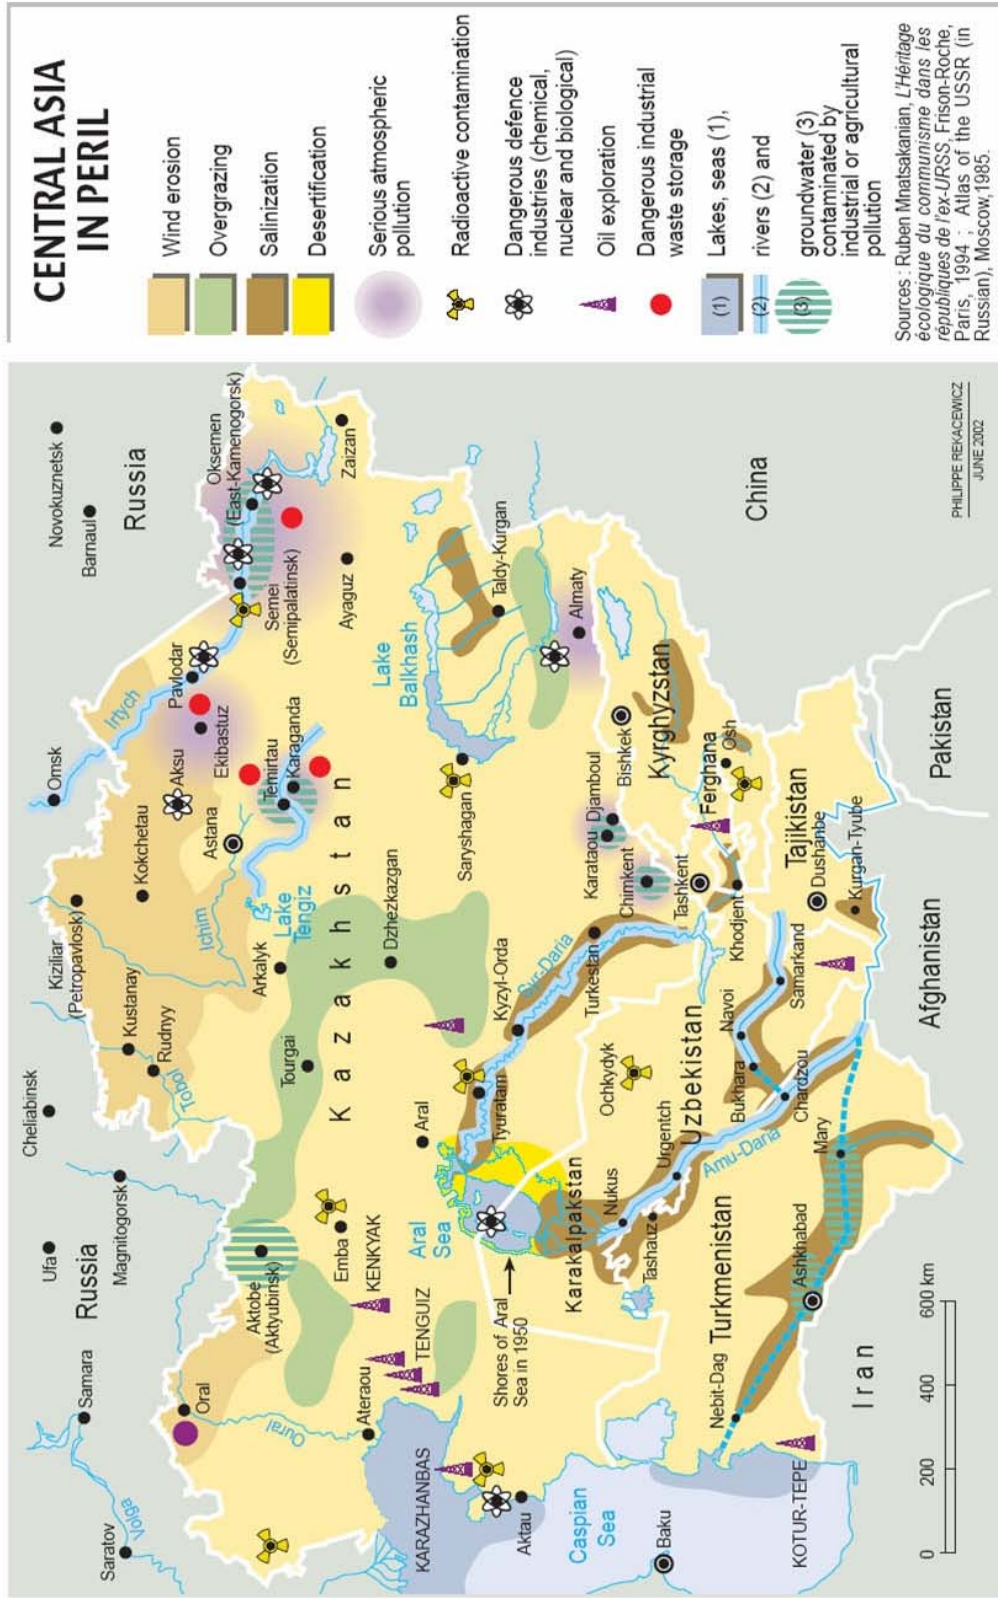 CENTRAL ASIA
IN PERIL
Wind erosion
Overgrazing
Salinization
Desertification
Serious atmospheric
pollution
Radioactive contamination
Dangerous defence
industries (chemical,
nuclear and biological)
Oil exploration
Dangerous industrial
waste storage
Lakes, seas (1),
rivers (2) and
groundwater (3)
contaminated by
industrial or agricultural
pollution
(1)
(2)
(3)
Sources : Ruben Mnatsakanian, L'Héritage
écologique du communisme dans les
républiques de l'ex-URSS, Frison-Roche,
Paris, 1994 ; Atlas of the USSR (in
Russian), Moscow,1985.
Saratov
Volga
Samara
Ufa
Russia
Magnitogorsk
Cheliabinsk
Omsk
Novokuznetsk
Barnaul
Russia
Oral
Oural
Aktobe
(Aktyubinsk)
Tobol
Rudnyy
Kustanay
Kiziliar
(Petropavlosk)
Kokchetau
Ichim
Irtych
Astana
Aksu
Pavlodar
Ekibastuz
Temirtau
Karaganda
Lake
Tengiz
Arkalyk
Tourgai
Semei
(Semipalatinsk)
Oksemen
(East-Kamenogorsk)
Zaizan
Ayaguz
Kazakhstan
Dzhezkazgan
Emba
KENKYAK
Ateraou
TENGUIZ
Aral
Aral
Sea
Tyuratam
Kyzyl-Orda
Syr-Daria
Turkestan
Saryshagan
Lake
Balkhash
Taldy-Kurgan
Almaty
KARAZHANBAS
Aktau
Caspian
Sea
Baku
Shores of Aral
Sea in 1950
Karakalpakstan
Nukus
Tashauz
Urgentch
Ochkydyk
Uzbekistan
Chimkent
Karataou
Djamboul
Bishkek
Kyrghyzstan
Tashkent
Ferghana
Osh
Khodjent
Navoi
Bukhara
Samarkand
Chardzou
Amu-Daria
Tajikistan
Dushanbe
Kurgan-Tyube
Turkmenistan
Nebit-Dag
Ashkhabad
Mary
KOTUR-TEPE
Iran
Afghanistan
Pakistan
China
0
200
400
600 km
PHILIPPE REKACEWICZ
JUNE 2002